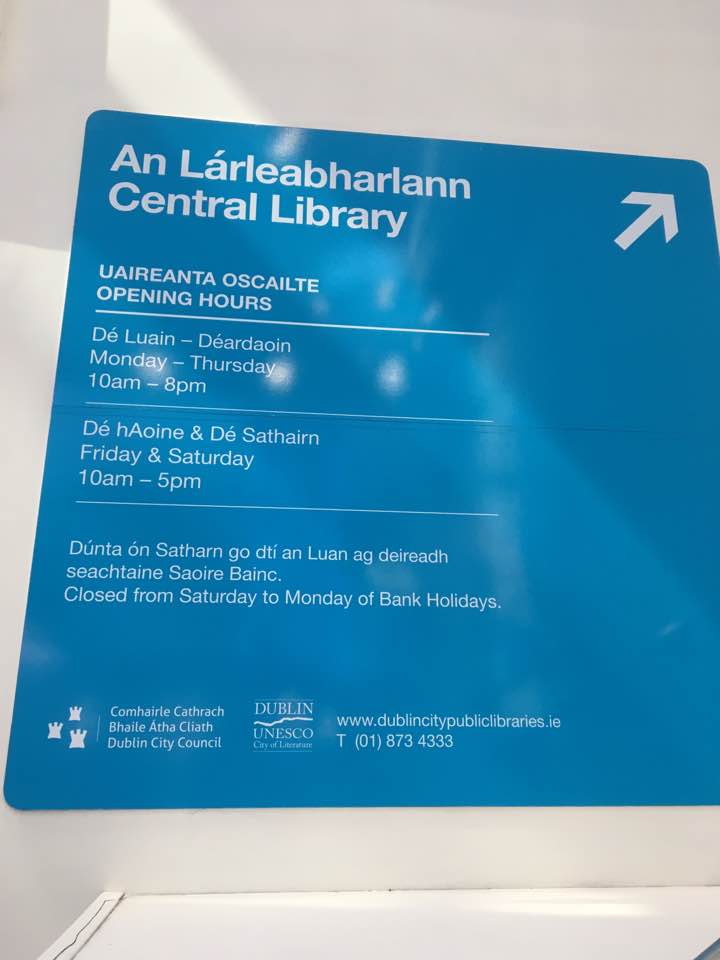 An Lárleabharlann
Central Library
UAIREANTA OSCAILTE
OPENING HOURS
Dé Luain – Déardaoin
Monday – Thursday
10am – 8pm
Dé hAoine & Dé Sathairn
Friday & Saturday
10am – 5pm
Dúnta ón Satharn go dtí an Luan ag deireadh
seachtaine Saoire Bainc.
Closed from Saturday to Monday of Bank Holidays.
Comhairle Cathrach
Bhaile Átha Cliath
Dublin City Council
DUBLIN
UNESCO
City of Literature
www.dublincitypubliclibraries.ie
T (01) 873 4333